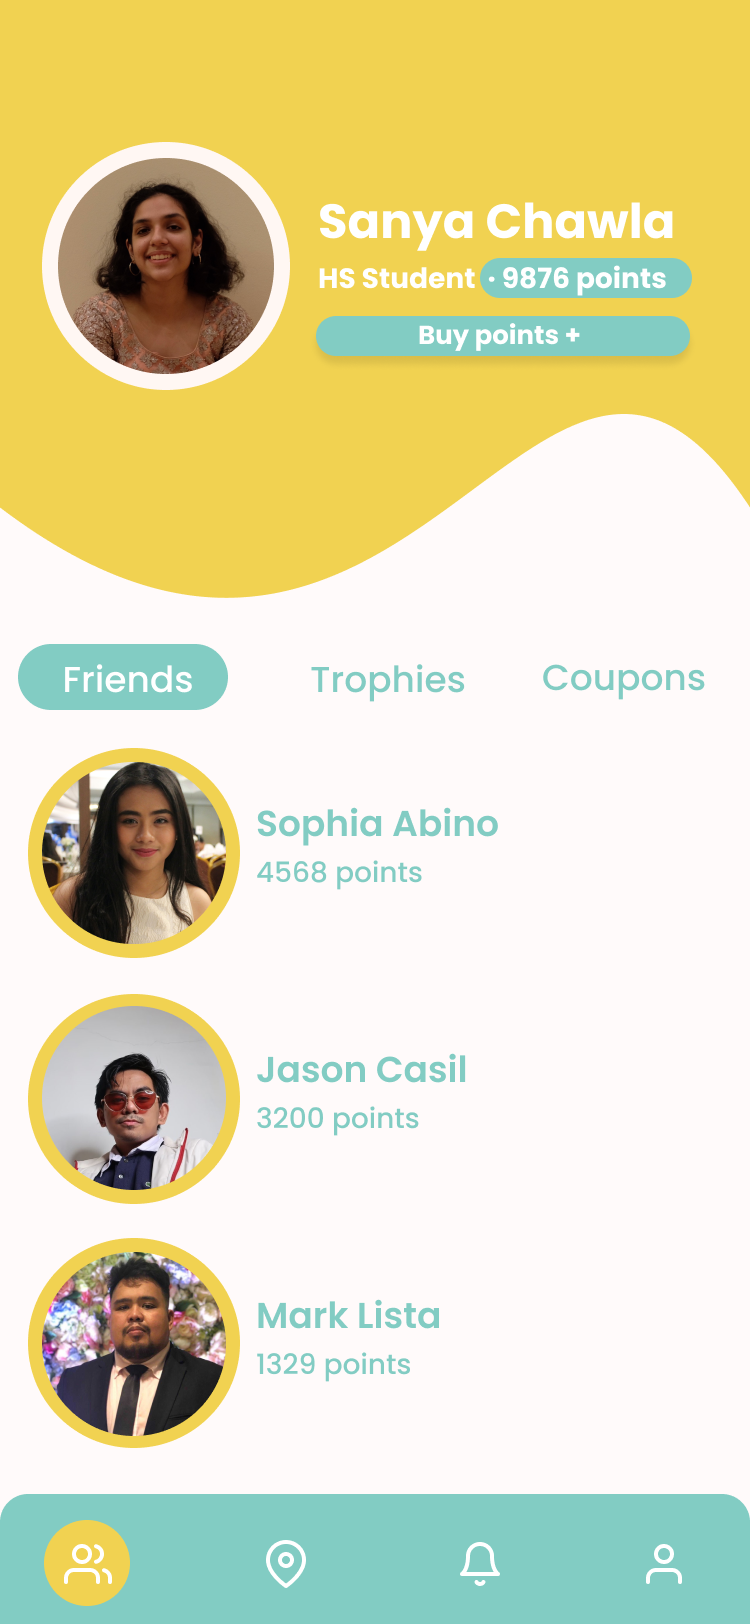 Sanya Chawla
HS Student · 9876 points
Buy points +
Friends Trophies Coupons
Sophia Abino
4568 points
Jason Casil
3200 points
Mark Lista
1329 points